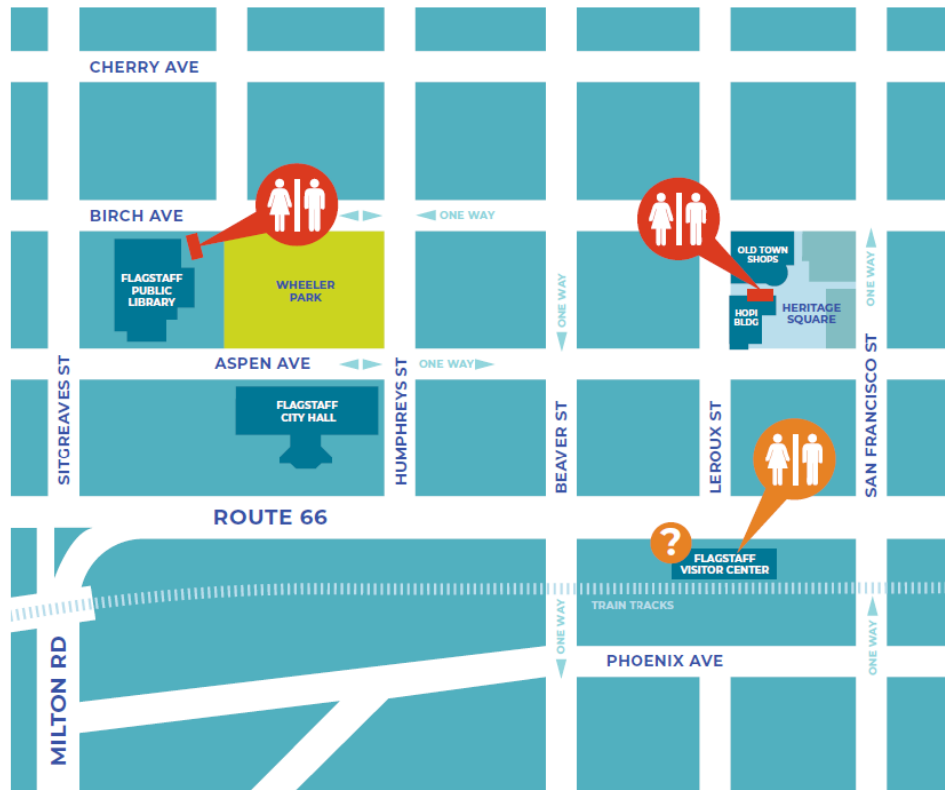 CHERRY AVE
BIRCH AVE
ONE WAY
FLAGSTAFF
PUBLIC
LIBRARY
WHEELER
PARK
ONE WAY
OLD TOWN
SHOPS
HOPI
BLDG
HERITAGE
SQUARE
ONE WAY
ASPEN AVE
ONE WAY
SITGREAVES ST
FLAGSTAFF
CITY HALL
HUMPHREYS ST
BEAVER ST
LEROUX ST
SAN FRANCISCO ST
ROUTE 66
?
FLAGSTAFF
VISITOR CENTER
TRAIN TRACKS
ONE WAY
ONE WAY
PHOENIX AVE
MILTON RD